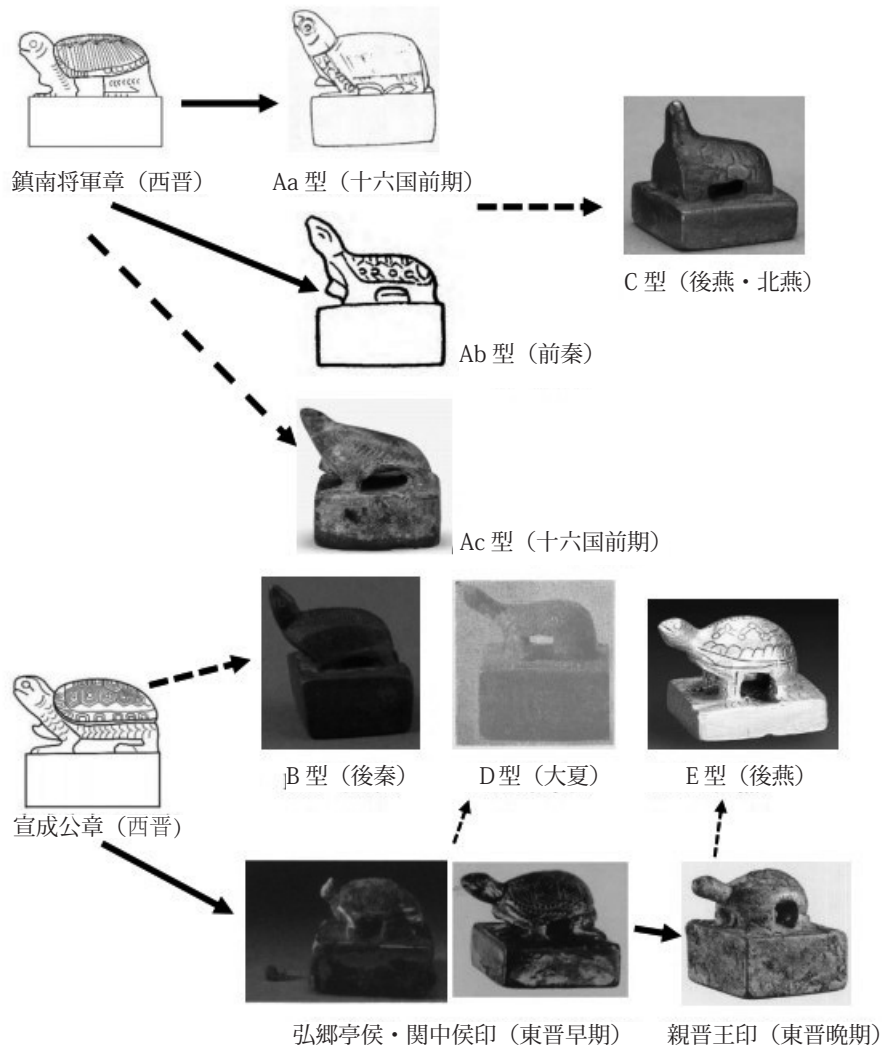 鎮南将軍章（西晋）
Aa 型（十六国前期）
C 型（後燕・北燕）
Ab 型（前秦）
Ac 型（十六国前期）
B 型（後秦）
D 型（大夏）
E 型（後燕）
宣成公章（西晋）
弘郷亭侯・関中侯印（東晋早期）
親晋王印（東晋晩期）